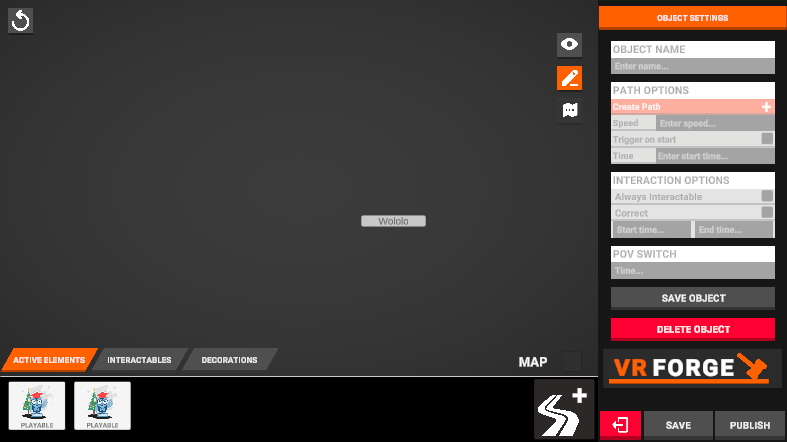 OBJECT SETTINGS
OBJECT NAME
Enter name...
PATH OPTIONS
Create Path
Speed Enter speed...
Trigger on start
Time Enter start time...
INTERACTION OPTIONS
Always Interactable
Correct
Start time... End time...
POV SWITCH
Time...
SAVE OBJECT
DELETE OBJECT
VR FORGE
SAVE PUBLISH
Wololo
ACTIVE ELEMENTS INTERACTABLES DECORATIONS MAP
PLAYABLE PLAYABLE